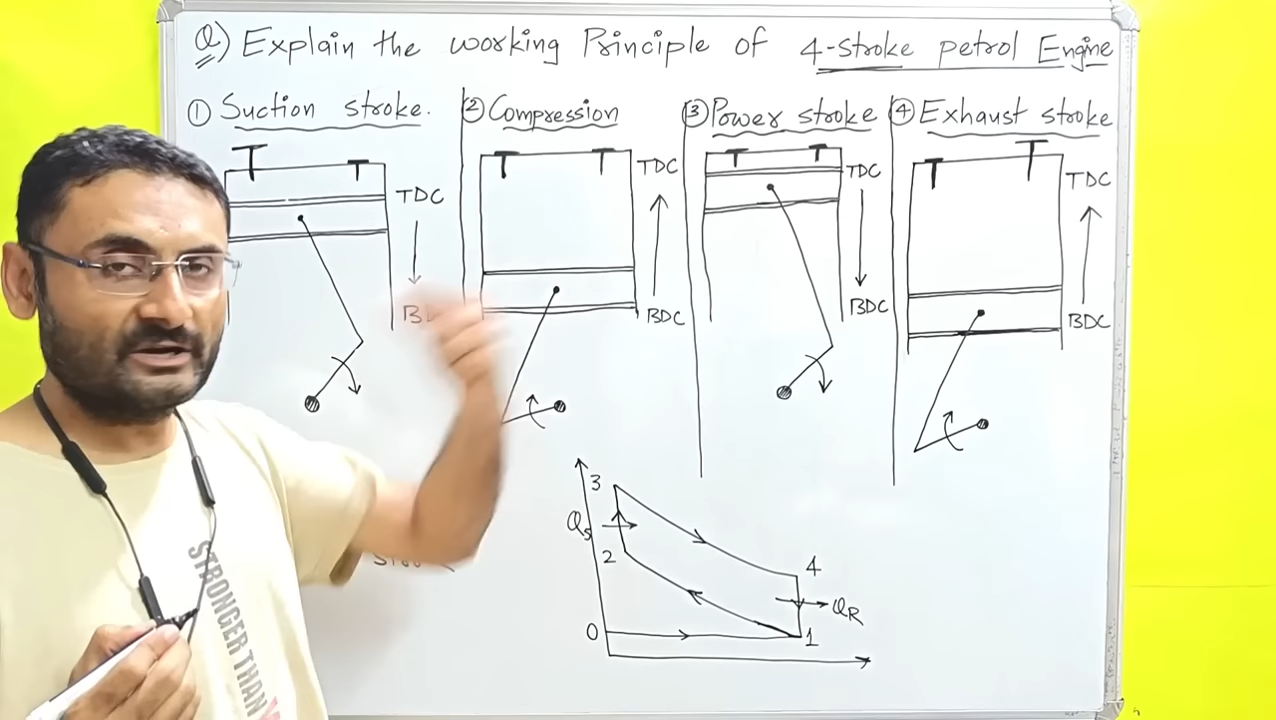 Q) Explain the working Principle of 4-stroke petrol Engine
① Suction stroke.
② Compression
③ Power stroke
④ Exhaust stroke
TDC
TDC
BDC
TDC
BDC
TDC
BDC
3
Qs
2
4
QR
0
1
STRONGER THAN